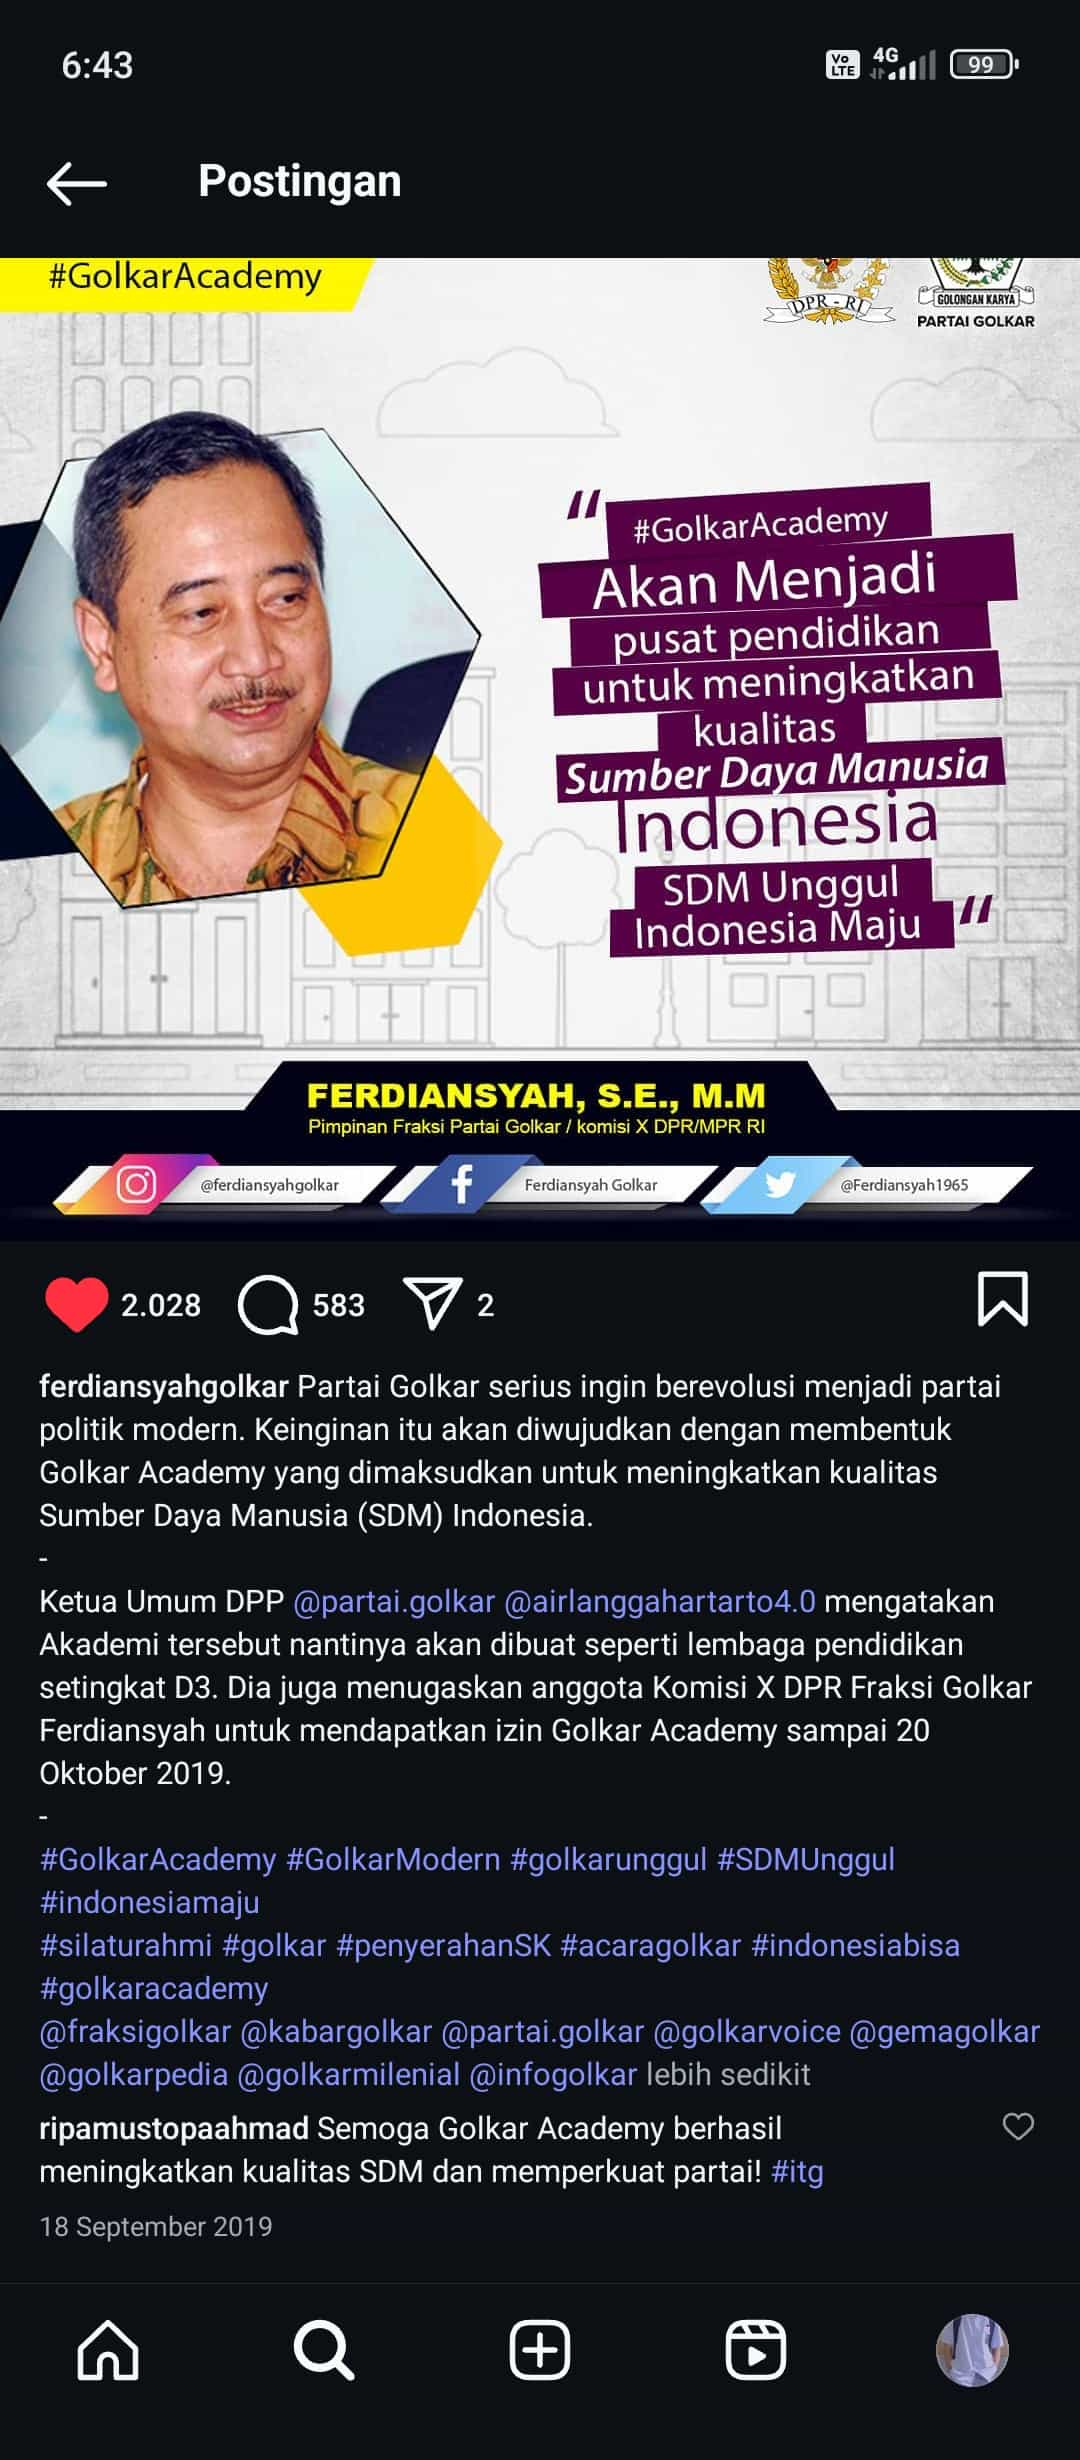 6:43
Vo LTE 4G 99
Postingan
#GolkarAcademy
DPR - RI
GOLONGAN KARYA
PARTAI GOLKAR
“ #GolkarAcademy
Akan Menjadi
pusat pendidikan
untuk meningkatkan
kualitas
Sumber Daya Manusia
Indonesia
SDM Unggul
Indonesia Maju “
FERDIANSYAH, S.E., M.M
Pimpinan Fraksi Partai Golkar / komisi X DPR/MPR RI
@ferdiansyahgolkar
Ferdiansyah Golkar
@Ferdiansyah1965
2.028 583 2
ferdiansyahgolkar Partai Golkar serius ingin berevolusi menjadi partai
politik modern. Keinginan itu akan diwujudkan dengan membentuk
Golkar Academy yang dimaksudkan untuk meningkatkan kualitas
Sumber Daya Manusia (SDM) Indonesia.
-
Ketua Umum DPP @partai.golkar @airlanggahartarto4.0 mengatakan
Akademi tersebut nantinya akan dibuat seperti lembaga pendidikan
setingkat D3. Dia juga menugaskan anggota Komisi X DPR Fraksi Golkar
Ferdiansyah untuk mendapatkan izin Golkar Academy sampai 20
Oktober 2019.
-
#GolkarAcademy #GolkarModern #golkarunggul #SDMUnggul
#indonesiamaju
#silaturahmi #golkar #penyerahanSK #acaragolkar #indonesiabisa
#golkaracademy
@fraksigolkar @kabargolkar @partai.golkar @golkarvoice @gemagolkar
@golkarpedia @golkarmilenial @infogolkar lebih sedikit
ripamustopaahmad Semoga Golkar Academy berhasil
meningkatkan kualitas SDM dan memperkuat partai! #itg
18 September 2019